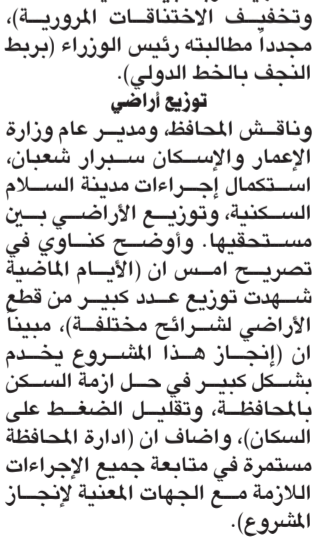 وتخفيف الاختناقات المرورية)،
مجدداً مطالبته رئيس الوزراء (بربط
النجف بالخط الدولي).
توزيع أراضي
وناقش المحافظ، ومدير عام وزارة
الإعمار والإسكان سبرار شعبان،
استكمال إجراءات مدينة السلام
السكنية، وتوزيع الأراضي بين
مستحقيها. وأوضح كناوي في
تصريح امس ان (الأيام الماضية
شهدت توزيع عدد كبير من قطع
الأراضي لشرائح مختلفة)، مبيناً
ان (إنجاز هذا المشروع يخدم
بشكل كبير في حل ازمة السكن
بالمحافظة، وتقليل الضغط على
السكان)، واضاف ان (ادارة المحافظة
مستمرة في متابعة جميع الإجراءات
اللازمة مع الجهات المعنية لإنجاز
المشروع).